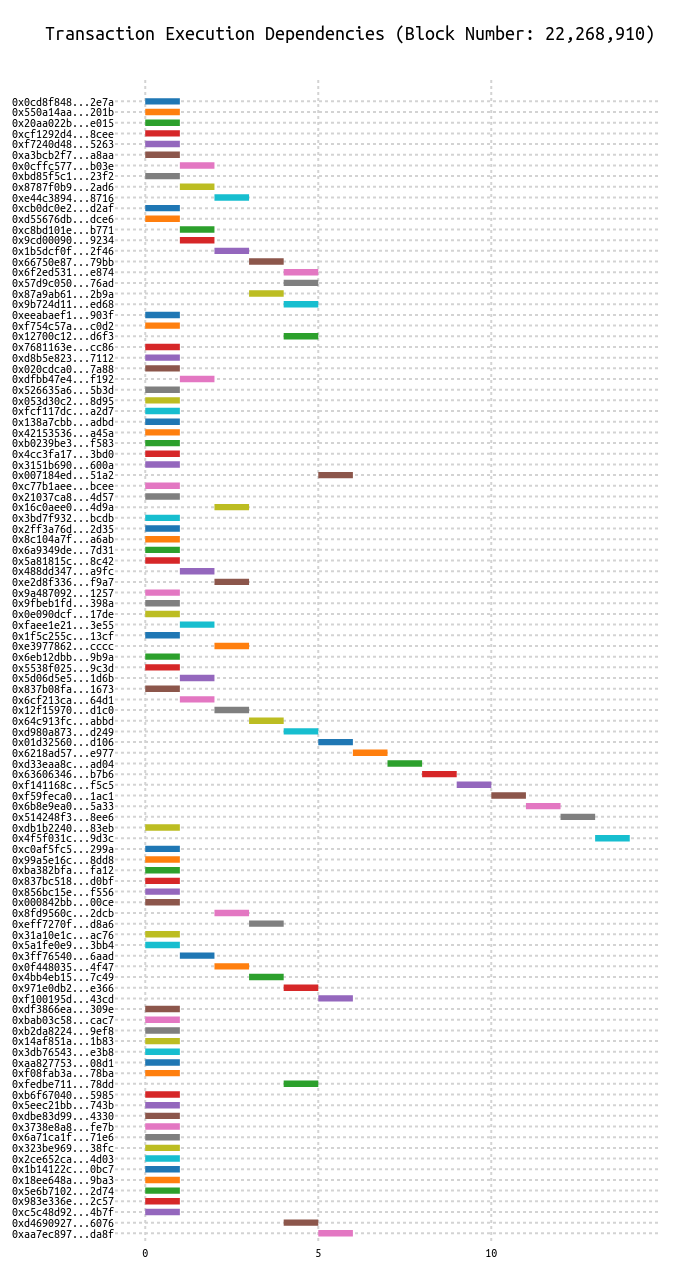 Transaction Execution Dependencies (Block Number: 22,268,910)
0x0cd8f848...2e7a
0x550a14aa...201b
0x20aa022b...e015
0xcf1292d4...8cee
0xf7240d48...5263
0xa3bcb2f7...a8aa
0x0cffc577...b03e
0xbd85f5c1...23f2
0x8787f0b9...2ad6
0xe44c3894...8716
0xcb0dc0e2...d2af
0xd55676db...dce6
0xc8bd101e...b771
0x9cd00090...9234
0x1b5dcf0f...2f46
0x66750e87...79bb
0x6f2ed531...e874
0x57d9c050...76ad
0x87a9ab61...2b9a
0x9b724d11...ed68
0xeeabaef1...903f
0xf754c57a...c0d2
0x12700c12...d6f3
0x7681163e...cc86
0xd8b5e823...7112
0x020cdca0...7a88
0xdfbb47e4...f192
0x526635a6...5b3d
0x053d30c2...8d95
0xfcf117dc...a2d7
0x138a7cbb...adbd
0x42153536...a45a
0xb0239be3...f583
0x4cc3fa17...3bd0
0x3151b690...600a
0x007184ed...51a2
0xc77b1aee...bcee
0x21037ca8...4d57
0x16c0aee0...4d9a
0x3bd7f932...bcdb
0x2ff3a76d...2d35
0x8c104a7f...a6ab
0x6a9349de...7d31
0x5a81815c...8c42
0x488dd347...a9fc
0xe2d8f336...f9a7
0x9a487092...1257
0x9fbeb1fd...398a
0x0e090dcf...17de
0xfaee1e21...3e55
0x1f5c255c...13cf
0xe3977862...cccc
0x6eb12dbb...9b9a
0x5538f025...9c3d
0x5d06d5e5...1d6b
0x837b08fa...1673
0x6cf213ca...64d1
0x12f15970...d1c0
0x64c913fc...abbd
0xd980a873...d249
0x01d32560...d106
0x6218ad57...e977
0xd33eaa8c...ad04
0x63606346...b7b6
0xf141168c...f5c5
0xf59feca0...1ac1
0x6b8e9ea0...5a33
0x514248f3...8ee6
0xdb1b2240...83eb
0x4f5f031c...9d3c
0xc0af5fc5...299a
0x99a5e16c...8dd8
0xba382bfa...fa12
0x837bc518...d0bf
0x856bc15e...f556
0x000842bb...00ce
0x8fd9560c...2dcb
0xeff7270f...d8a6
0x31a10e1c...ac76
0x5a1fe0e9...3bb4
0x3ff76540...6aad
0x0f448035...4f47
0x4bb4eb15...7c49
0x971e0db2...e366
0xf100195d...43cd
0xdf3866ea...309e
0xbab03c58...cac7
0xb2da8224...9ef8
0x14af851a...1b83
0x3db76543...e3b8
0xaa827753...08d1
0xf08fab3a...78ba
0xfedbe711...78dd
0xb6f67040...5985
0x5eec21bb...743b
0xdbe83d99...4330
0x3738e8a8...fe7b
0x6a71ca1f...71e6
0x323be969...38fc
0x2ce652ca...4d03
0x1b14122c...0bc7
0x18ee648a...9ba3
0x5e6b7102...2d74
0x983e336e...2c57
0xc5c48d92...4b7f
0xd4690927...6076
0xaa7ec897...da8f
0 5 10